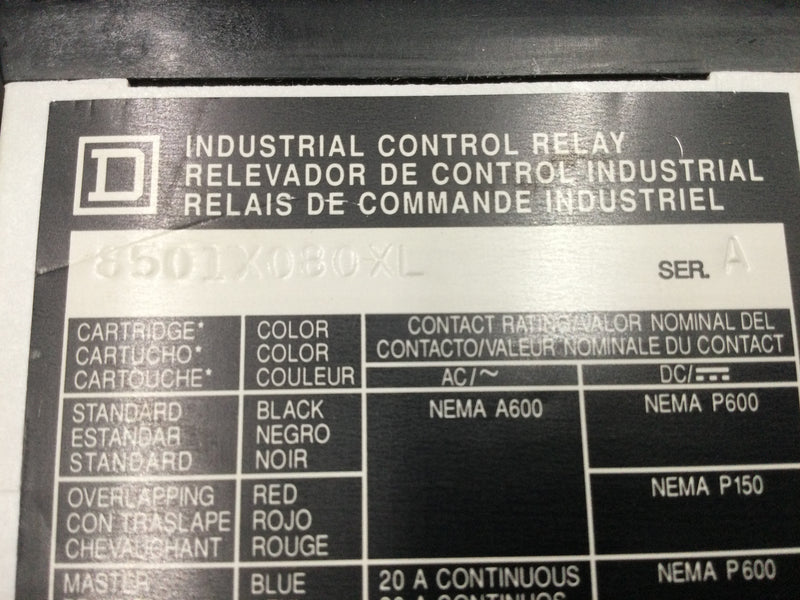 D
INDUSTRIAL CONTROL RELAY
RELEVADOR DE CONTROL INDUSTRIAL
RELAIS DE COMMANDE INDUSTRIEL
8501XO80XL SER. A
CARTRIDGE* COLOR CONTACT RATING/VALOR NOMINAL DEL
CARTUCHO* COLOR CONTACTO/VALEUR NOMINALE DU CONTACT
CARTOUCHE* COULEUR AC/~ DC/⎓
STANDARD BLACK NEMA A600 NEMA P600
ESTANDAR NEGRO
STANDARD NOIR
OVERLAPPING RED NEMA P150
CON TRASLAPE ROJO
CHEVAUCHANT ROUGE
MASTER BLUE 20 A CONTINUOUS NEMA P600